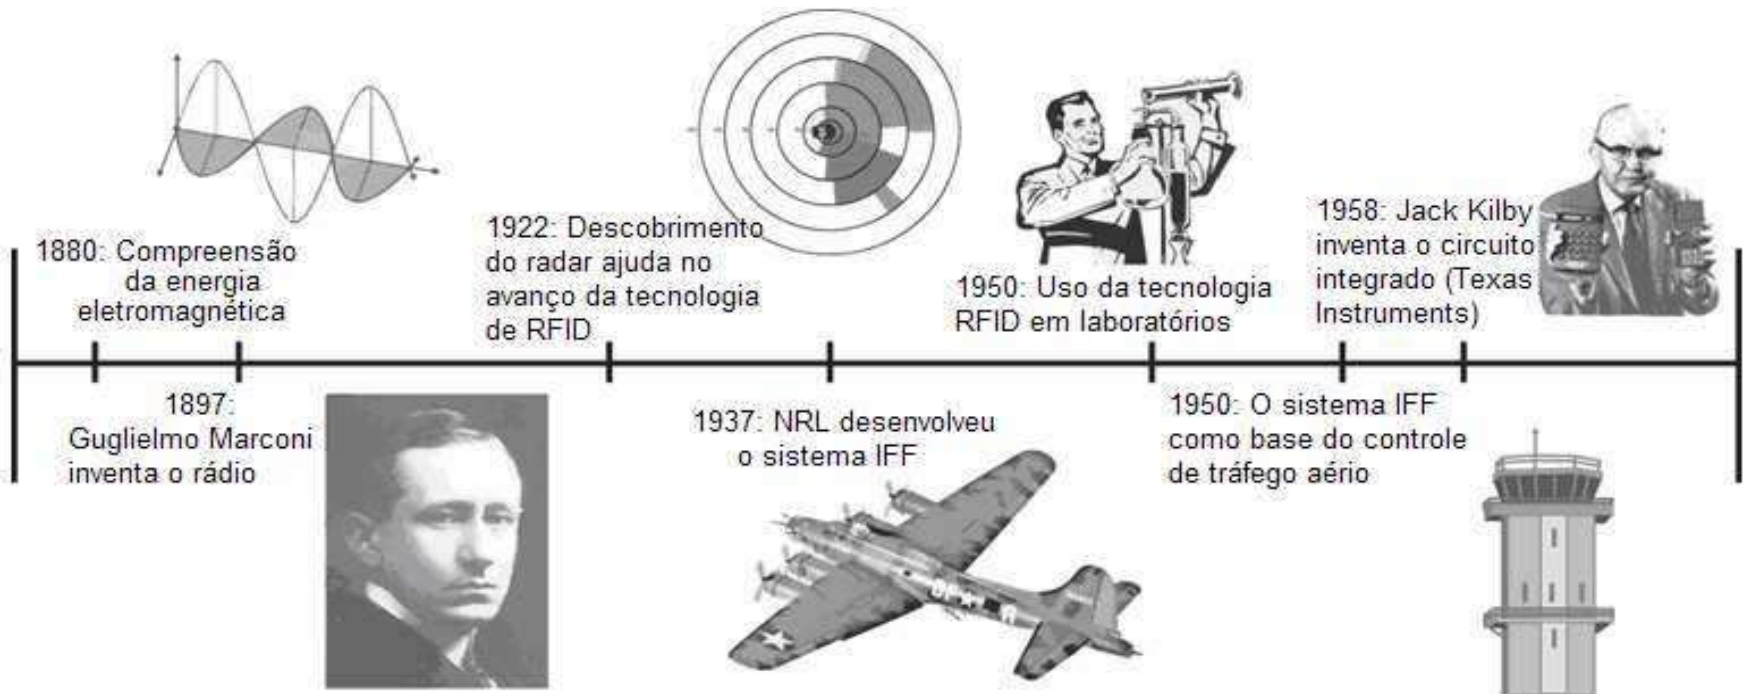 1880: Compreensão
da energia
eletromagnética
1897:
Guglielmo Marconi
inventa o rádio
1922: Descobrimento
do radar ajuda no
avanço da tecnologia
de RFID
1937: NRL desenvolveu
o sistema IFF
1950: Uso da tecnologia
RFID em laboratórios
1950: O sistema IFF
como base do controle
de tráfego aério
1958: Jack Kilby
inventa o circuito
integrado (Texas
Instruments)